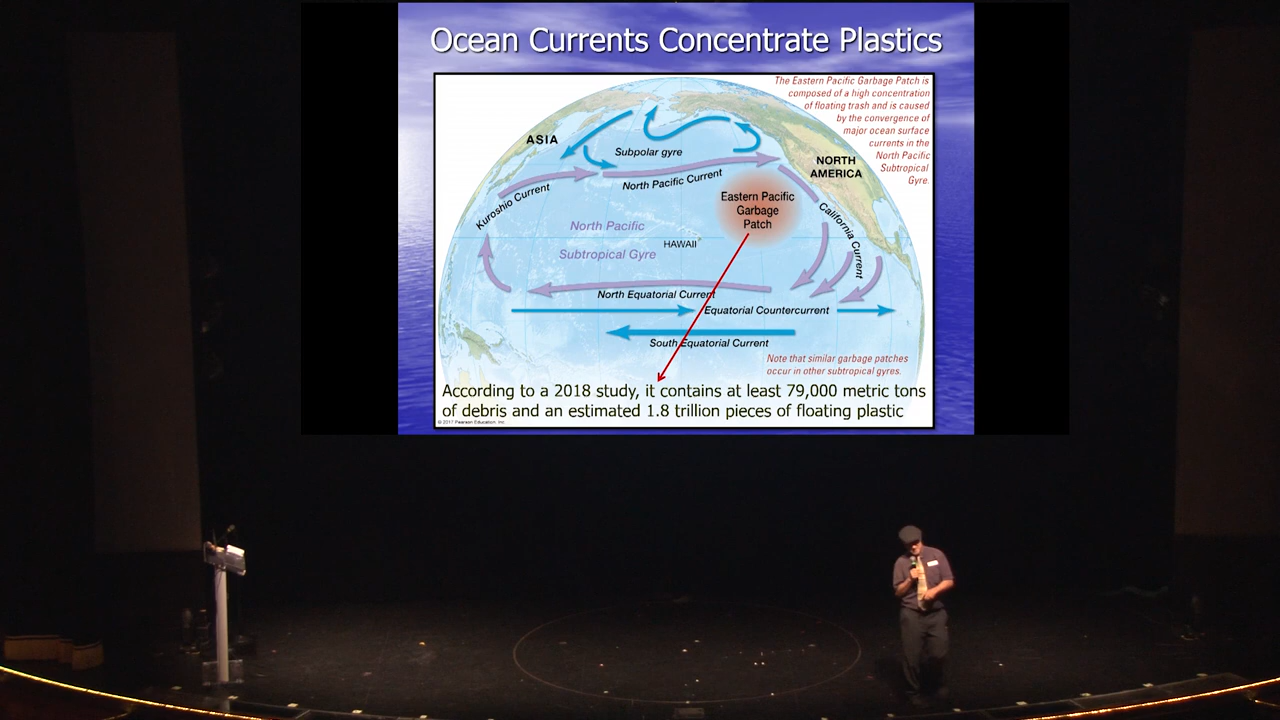 Ocean Currents Concentrate Plastics
The Eastern Pacific Garbage Patch is
composed of a high concentration
of floating trash and is caused
by the convergence of
major ocean surface
currents in the
North Pacific
Subtropical
Gyre.
ASIA
Subpolar gyre
NORTH
AMERICA
North Pacific Current
Kuroshio Current
Eastern Pacific
Garbage
Patch
California Current
North Pacific
HAWAII
Subtropical Gyre
North Equatorial Current
Equatorial Countercurrent
South Equatorial Current
Note that similar garbage patches
occur in other subtropical gyres.
According to a 2018 study, it contains at least 79,000 metric tons
of debris and an estimated 1.8 trillion pieces of floating plastic
© 2017 Pearson Education, Inc.